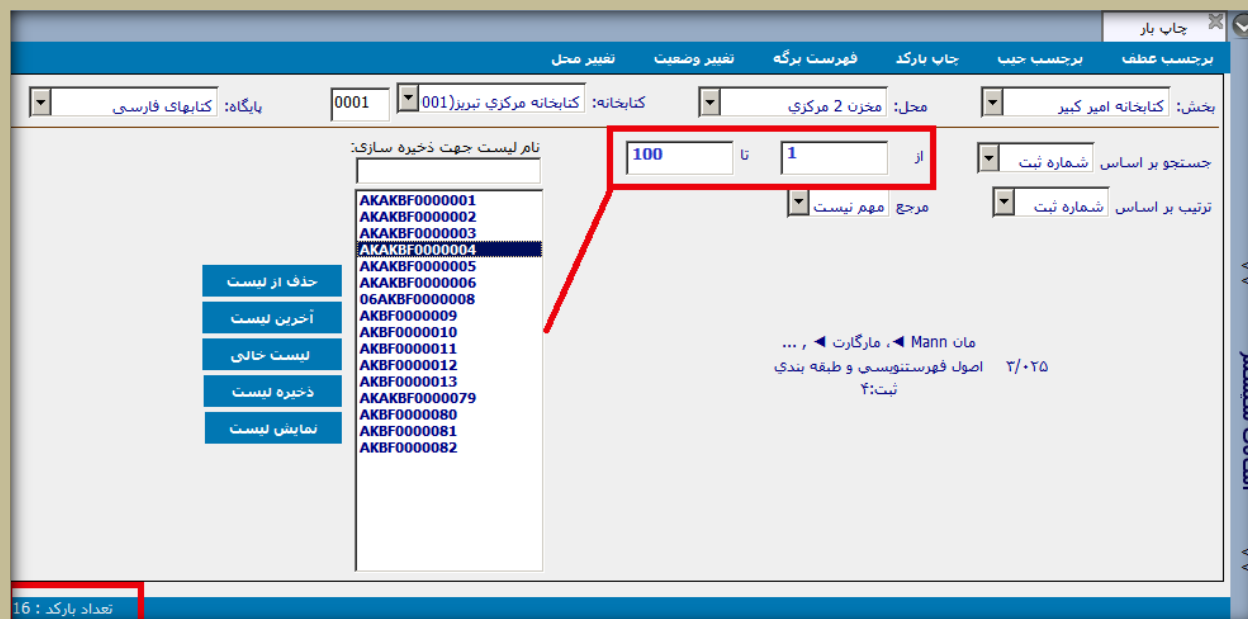 چاپ بار
برچسب عطف برچسب جیب چاپ بارکد فهرست برگه تغییر وضعیت تغییر محل
بخش: کتابخانه امیر کبیر محل: مخزن 2 مرکزي کتابخانه: کتابخانه مرکزي تبریز(001 0001 پایگاه: کتابهای فارسی
جستجو بر اساس شماره ثبت از 1 تا 100
ترتیب بر اساس شماره ثبت مرجع مهم نیست
نام لیست جهت ذخیره سازی:
AKAKBF0000001
AKAKBF0000002
AKAKBF0000003
AKAKBF0000004
AKAKBF0000005
AKAKBF0000006
06AKBF0000008
AKBF0000009
AKBF0000010
AKBF0000011
AKBF0000012
AKBF0000013
AKAKBF0000079
AKBF0000080
AKBF0000081
AKBF0000082
حذف از لیست
آخرین لیست
لیست خالی
ذخیره لیست
نمایش لیست
مان Mann ◄، مارگارت ◄ , ...
۳/۰۲۵ اصول فهرستنویسی و طبقه بندي
ثبت:۴
تعداد بارکد : 16